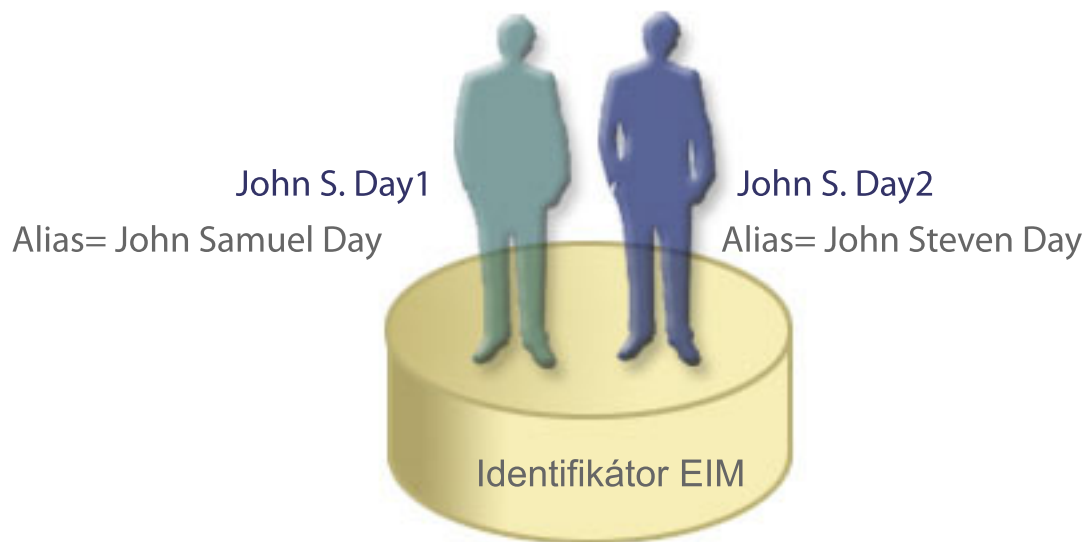 John S. Day1
John S. Day2
Alias= John Samuel Day
Alias= John Steven Day
Identifikátor EIM